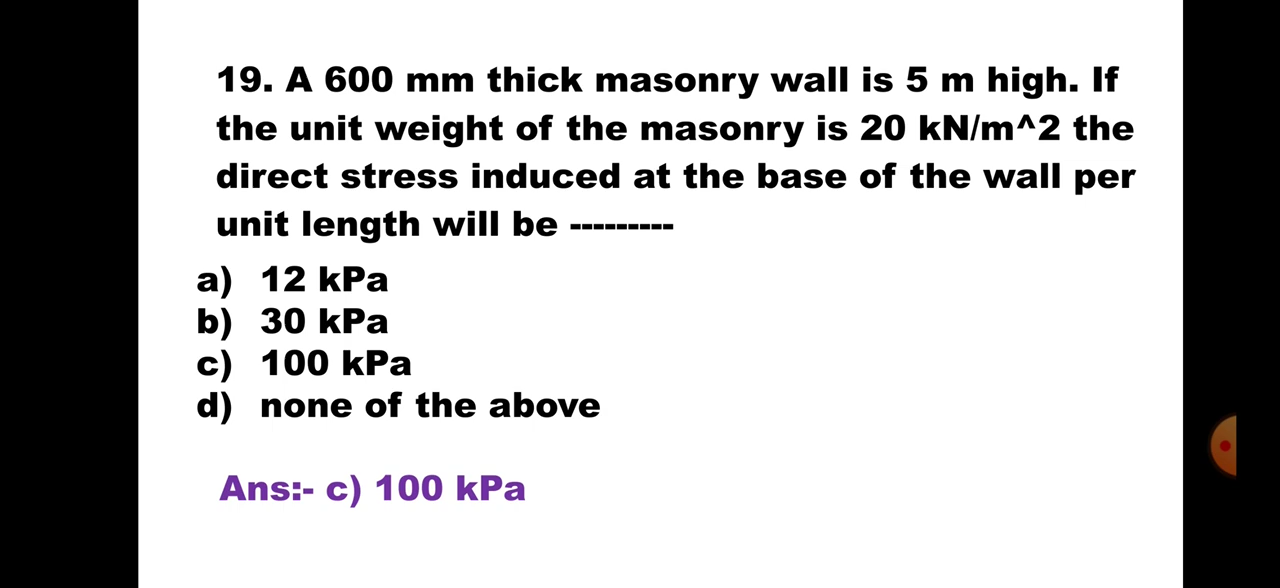 19. A 600 mm thick masonry wall is 5 m high. If
the unit weight of the masonry is 20 kN/m^2 the
direct stress induced at the base of the wall per
unit length will be ---------
a) 12 kPa
b) 30 kPa
c) 100 kPa
d) none of the above
Ans:- c) 100 kPa